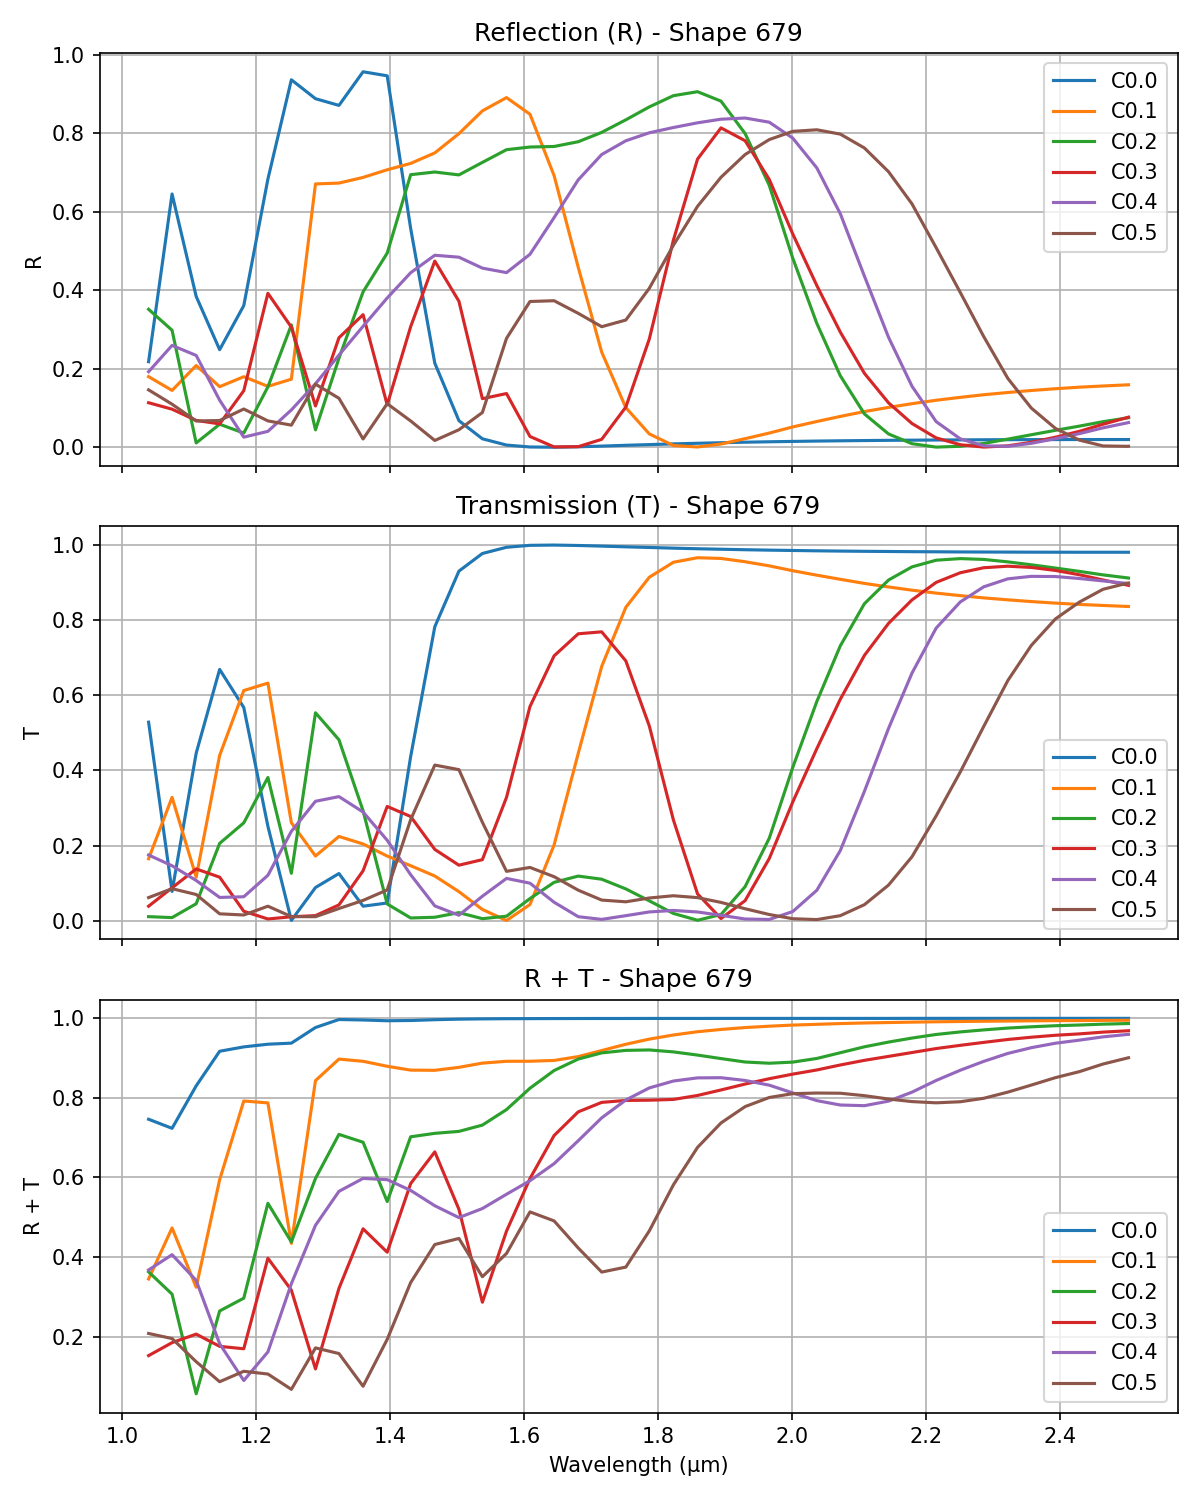 Reflection (R) - Shape 679
1.0
0.8
0.6
0.4
0.2
0.0
R
C0.0
C0.1
C0.2
C0.3
C0.4
C0.5
Transmission (T) - Shape 679
1.0
0.8
0.6
0.4
0.2
0.0
T
C0.0
C0.1
C0.2
C0.3
C0.4
C0.5
R + T - Shape 679
1.0
0.8
0.6
0.4
0.2
R + T
C0.0
C0.1
C0.2
C0.3
C0.4
C0.5
1.0 1.2 1.4 1.6 1.8 2.0 2.2 2.4
Wavelength (μm)